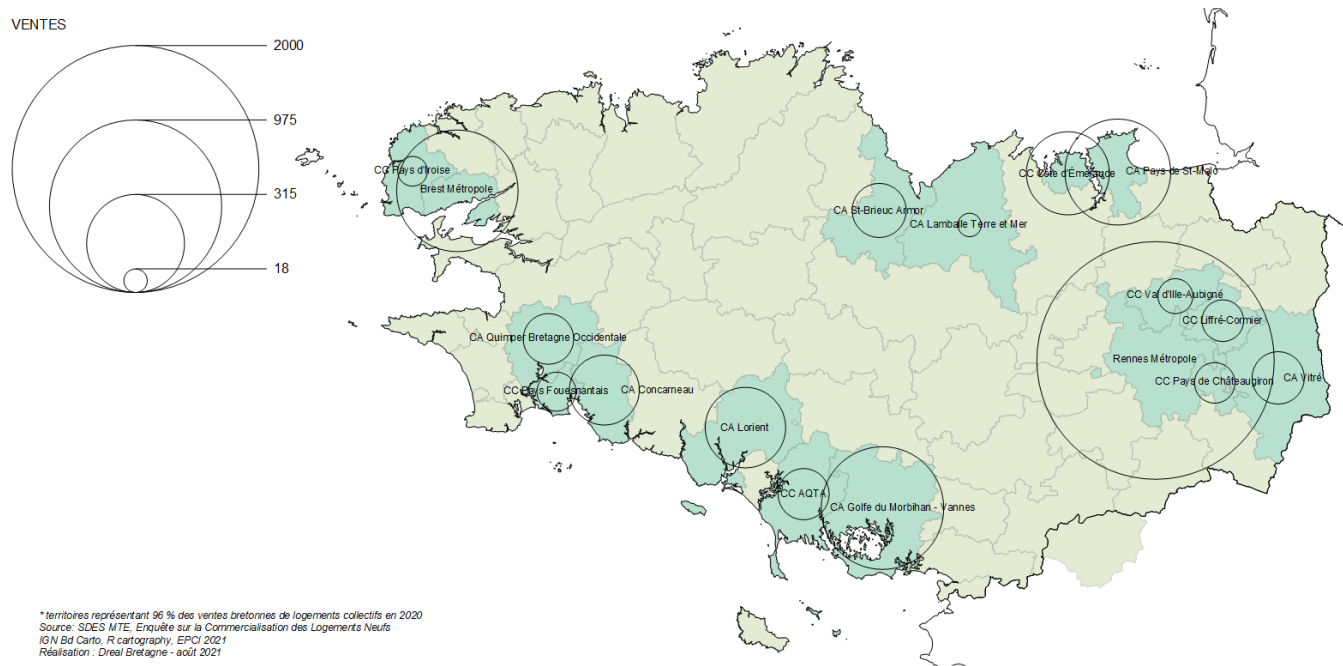 VENTES
2000
975
315
18
CC Pays d'Iroise
Brest Métropole
CC Côte d'Émeraude
CA Pays de St-Malo
CA St-Brieuc Armor
CA Lamballe Terre et Mer
CC Val d'Ille-Aubigné
CC Liffré-Cormier
CA Quimper Bretagne Occidentale
Rennes Métropole
CC Pays de Châteaugiron
CA Vitré
CC Pays Fouesnantais
CA Concarneau
CA Lorient
CC AQTA
CA Golfe du Morbihan - Vannes
* territoires représentant 96 % des ventes bretonnes de logements collectifs en 2020
Source: SDES MTE, Enquête sur la Commercialisation des Logements Neufs
IGN Bd Carto, R cartography, EPCI 2021
Réalisation : Dreal Bretagne - août 2021